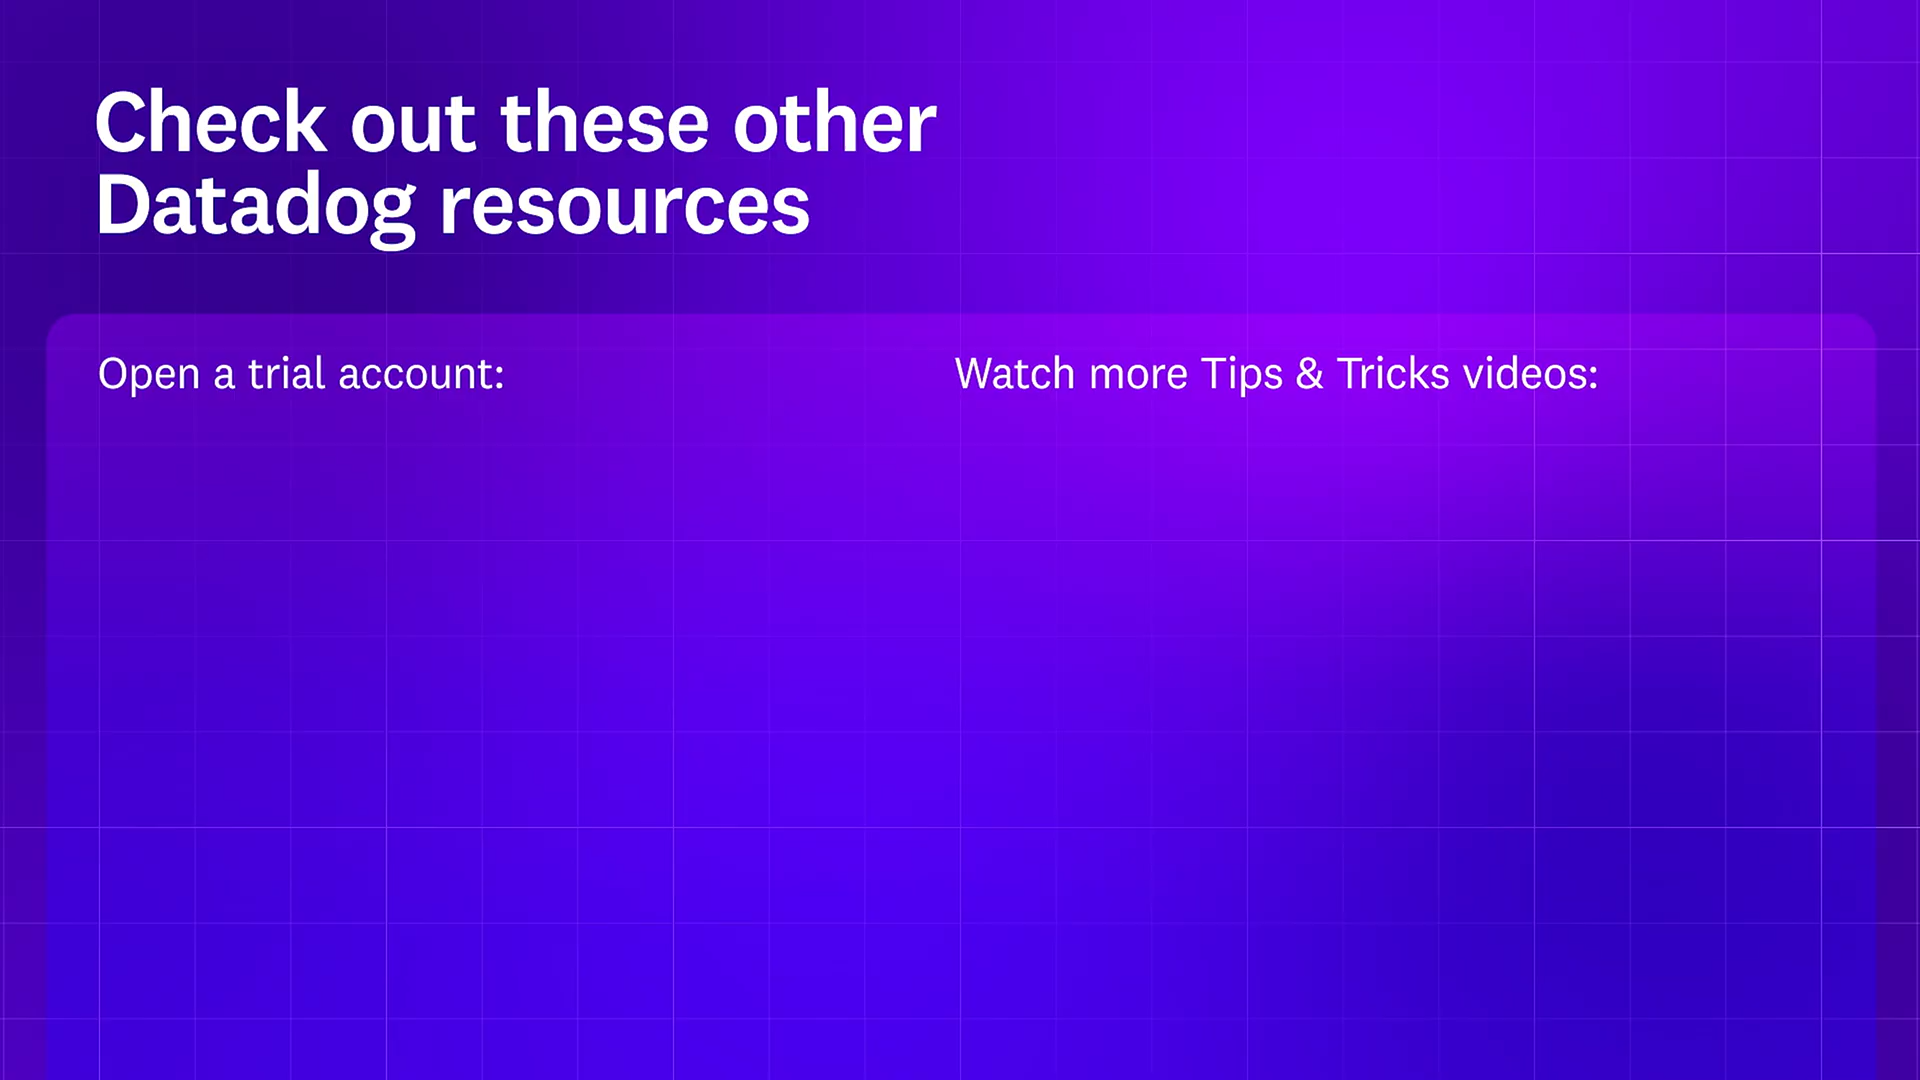 Check out these other
Datadog resources
Open a trial account:
Watch more Tips & Tricks videos: